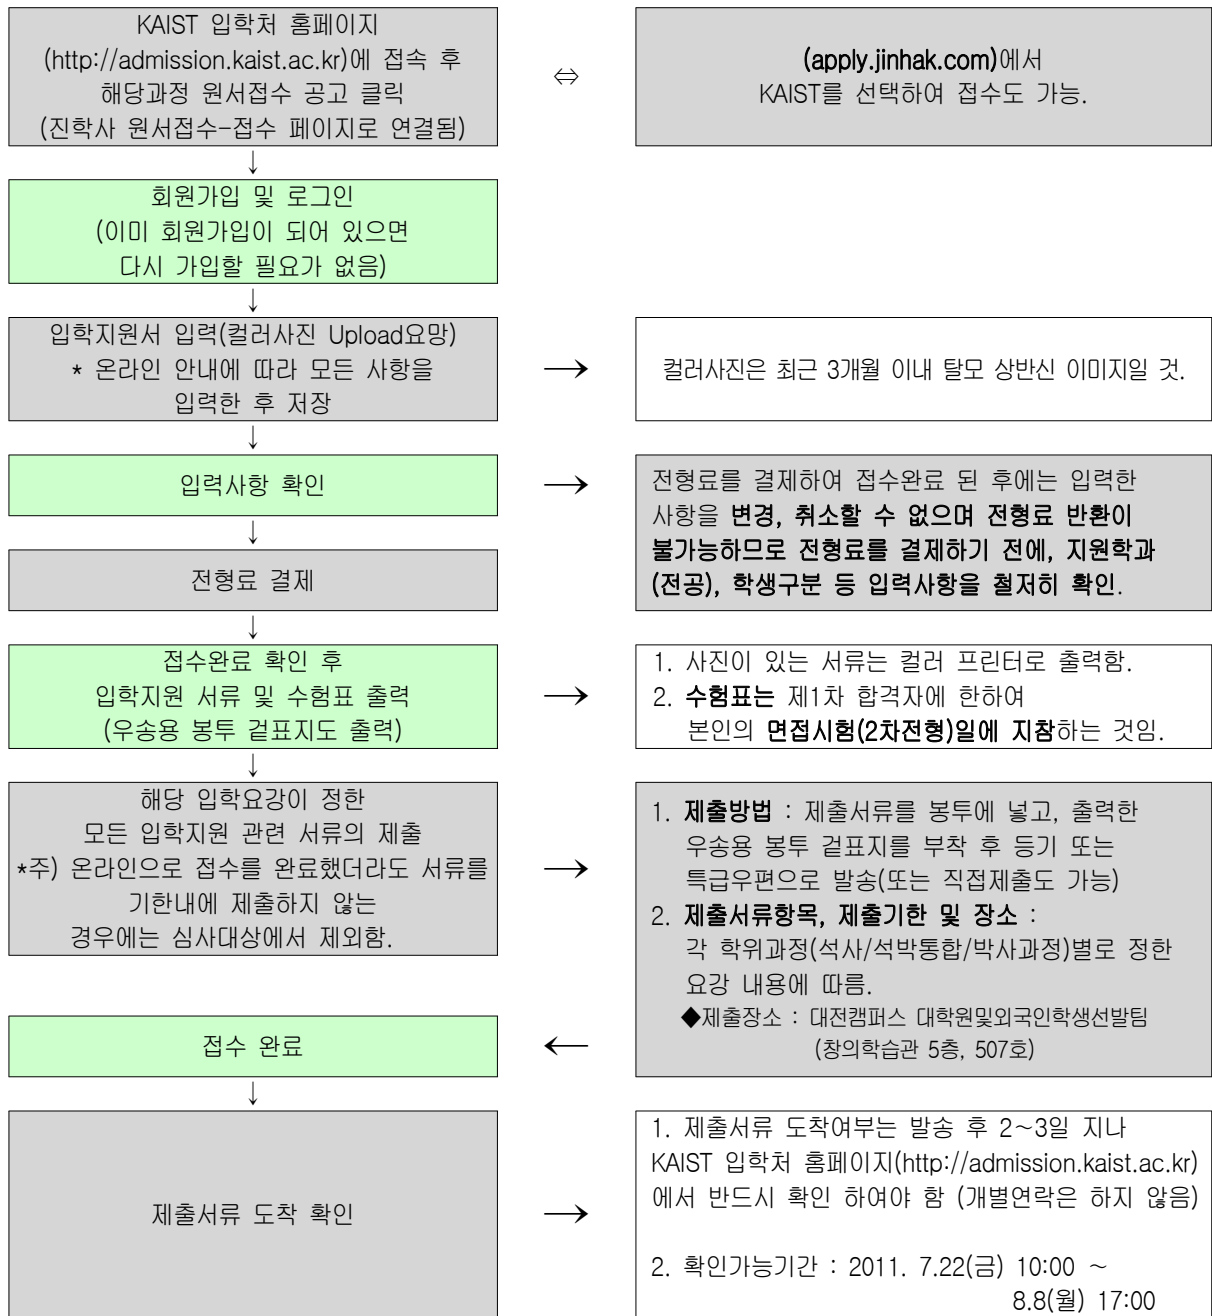 KAIST 입학처 홈페이지
(http://admission.kaist.ac.kr)에 접속 후
해당과정 원서접수 공고 클릭
(진학사 원서접수-접수 페이지로 연결됨)
⇔
(apply.jinhak.com)에서
KAIST를 선택하여 접수도 가능.
↓
회원가입 및 로그인
(이미 회원가입이 되어 있으면
다시 가입할 필요가 없음)
↓
입학지원서 입력(컬러사진 Upload요망)
* 온라인 안내에 따라 모든 사항을
입력한 후 저장
→
컬러사진은 최근 3개월 이내 탈모 상반신 이미지일 것.
↓
입력사항 확인
→
전형료를 결제하여 접수완료 된 후에는 입력한
사항을 변경, 취소할 수 없으며 전형료 반환이
불가능하므로 전형료를 결제하기 전에, 지원학과
(전공), 학생구분 등 입력사항을 철저히 확인.
↓
전형료 결제
↓
접수완료 확인 후
입학지원 서류 및 수험표 출력
(우송용 봉투 겉표지도 출력)
→
1. 사진이 있는 서류는 컬러 프린터로 출력함.
2. 수험표는 제1차 합격자에 한하여
본인의 면접시험(2차전형)일에 지참하는 것임.
↓
해당 입학요강이 정한
모든 입학지원 관련 서류의 제출
*주) 온라인으로 접수를 완료했더라도 서류를
기한내에 제출하지 않는
경우에는 심사대상에서 제외함.
→
1. 제출방법 : 제출서류를 봉투에 넣고, 출력한
우송용 봉투 겉표지를 부착 후 등기 또는
특급우편으로 발송(또는 직접제출도 가능)
2. 제출서류항목, 제출기한 및 장소 :
각 학위과정(석사/석박통합/박사과정)별로 정한
요강 내용에 따름.
◆제출장소 : 대전캠퍼스 대학원및외국인학생선발팀
(창의학습관 5층, 507호)
↓
접수 완료
←
↓
제출서류 도착 확인
→
1. 제출서류 도착여부는 발송 후 2~3일 지나
KAIST 입학처 홈페이지(http://admission.kaist.ac.kr)
에서 반드시 확인 하여야 함 (개별연락은 하지 않음)
2. 확인가능기간 : 2011. 7.22(금) 10:00 ~
8.8(월) 17:00